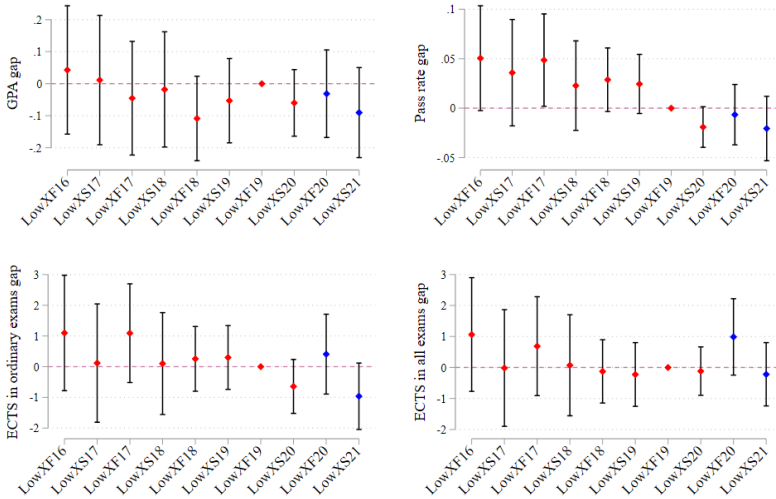 GPA gap
.2
.1
0
-.1
-.2
LowXF16
LowXS17
LowXF17
LowXS18
LowXF18
LowXS19
LowXF19
LowXS20
LowXF20
LowXS21
Pass rate gap
.1
.05
0
-.05
LowXF16
LowXS17
LowXF17
LowXS18
LowXF18
LowXS19
LowXF19
LowXS20
LowXF20
LowXS21
ECTS in ordinary exams gap
3
2
1
0
-1
-2
LowXF16
LowXS17
LowXF17
LowXS18
LowXF18
LowXS19
LowXF19
LowXS20
LowXF20
LowXS21
ECTS in all exams gap
3
2
1
0
-1
-2
LowXF16
LowXS17
LowXF17
LowXS18
LowXF18
LowXS19
LowXF19
LowXS20
LowXF20
LowXS21